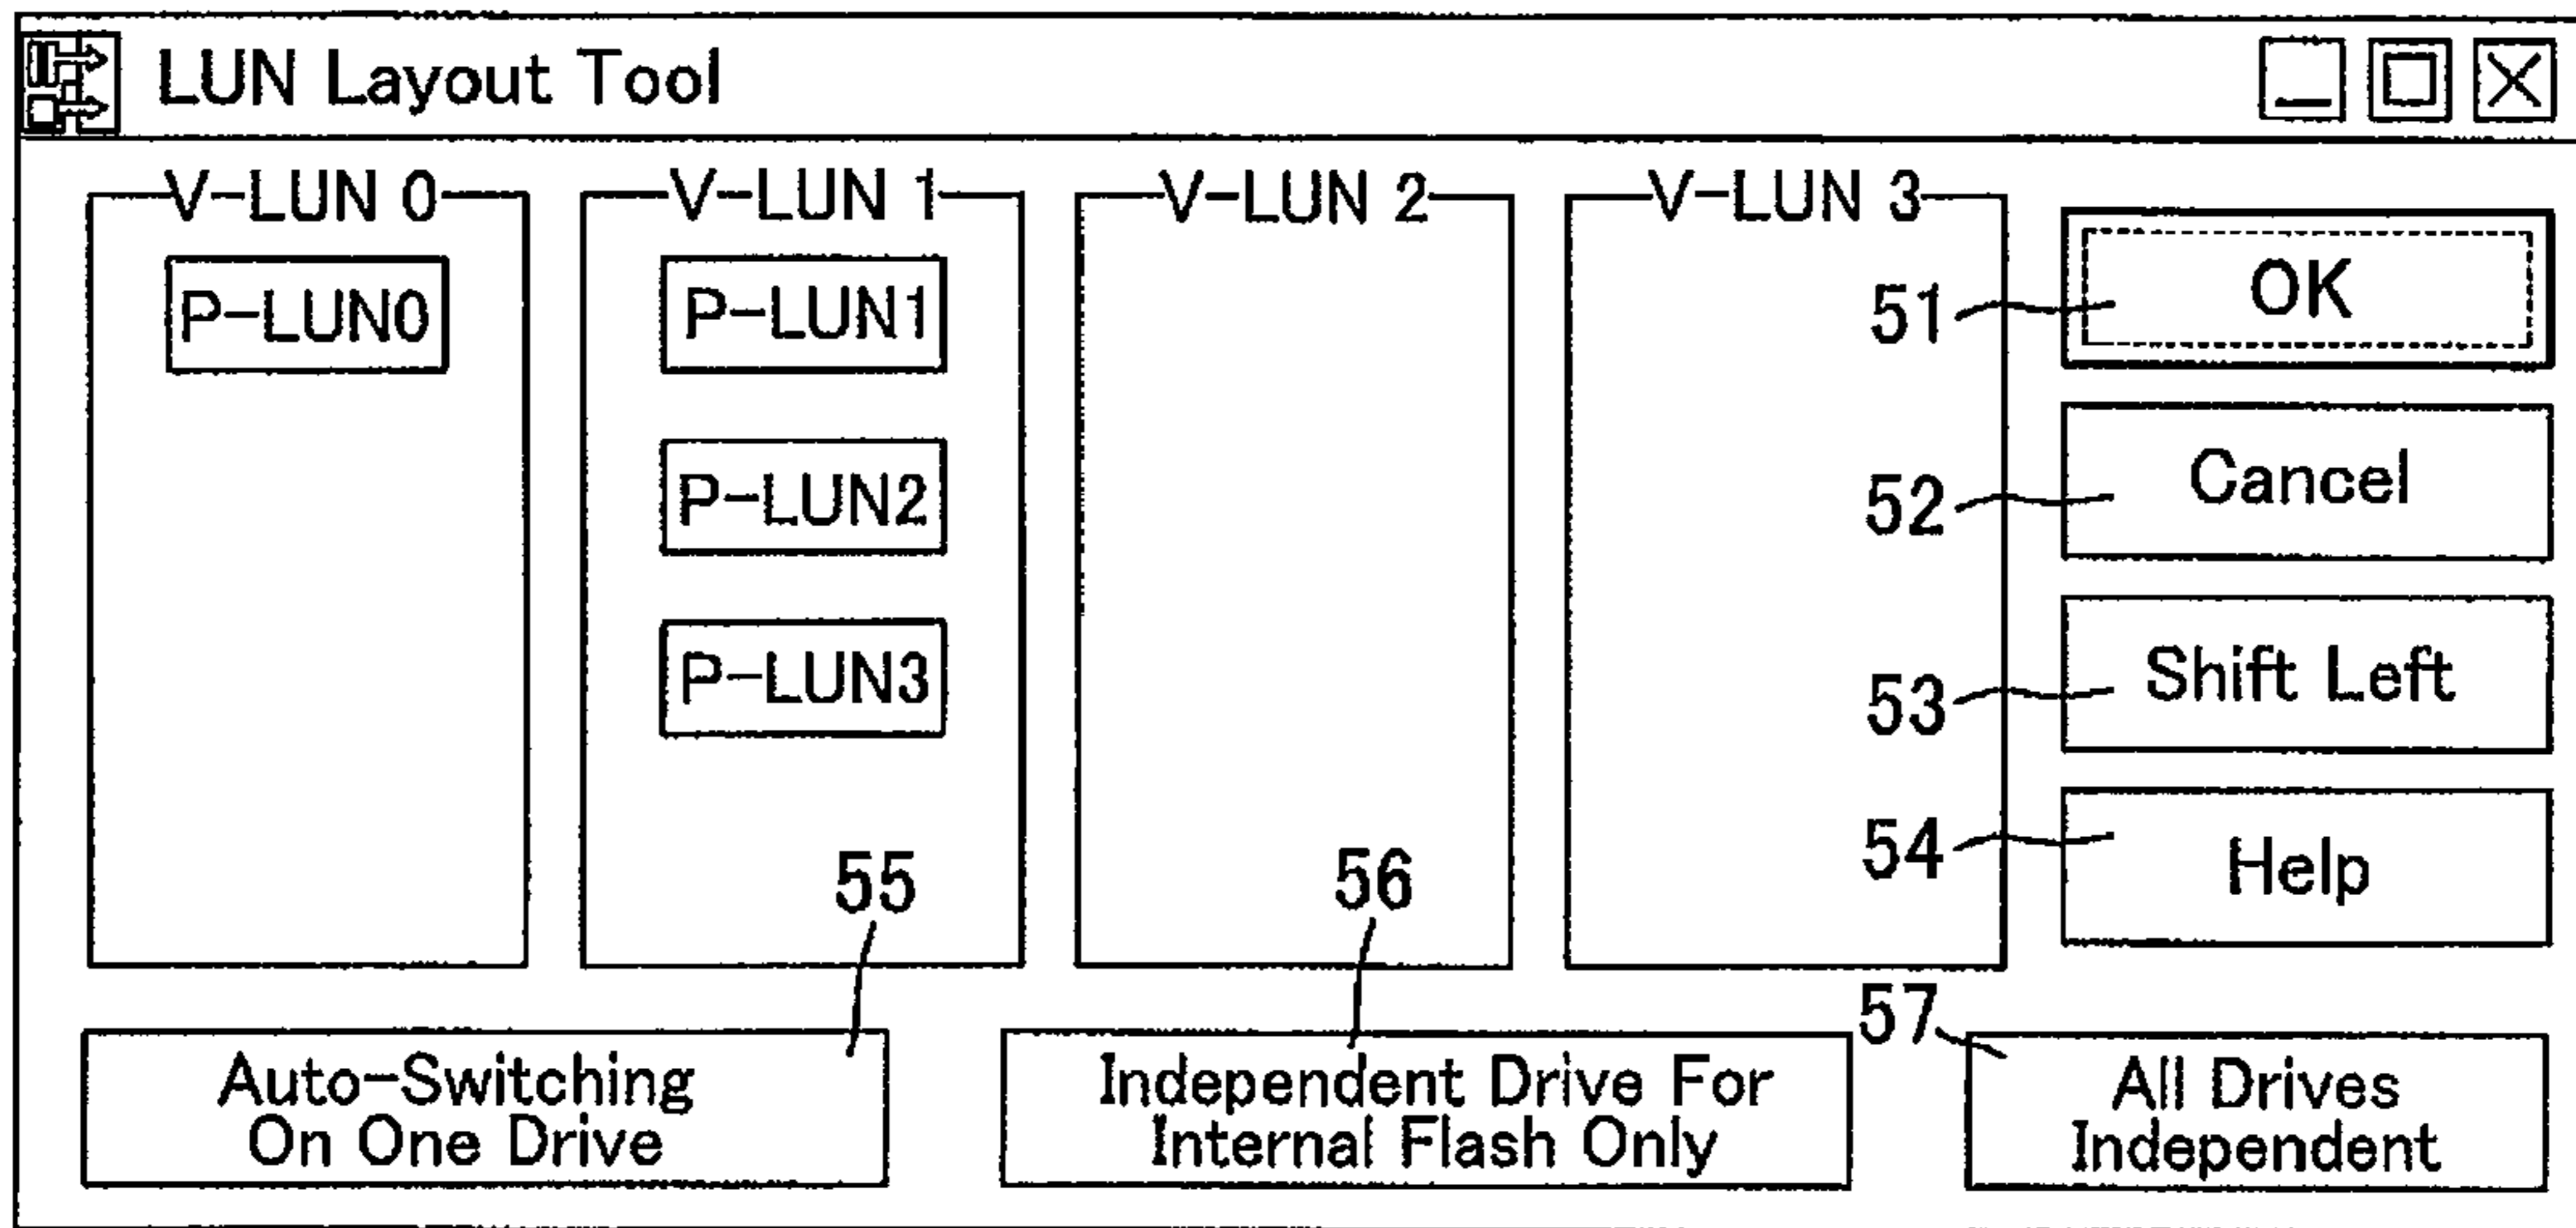 LUN Layout Tool
V-LUN 0
V-LUN 1
V-LUN 2
V-LUN 3
P-LUN0
P-LUN1
P-LUN2
P-LUN3
51
OK
52
Cancel
53
Shift Left
54
Help
55
56
57
Auto-Switching
On One Drive
Independent Drive For
Internal Flash Only
All Drives
Independent